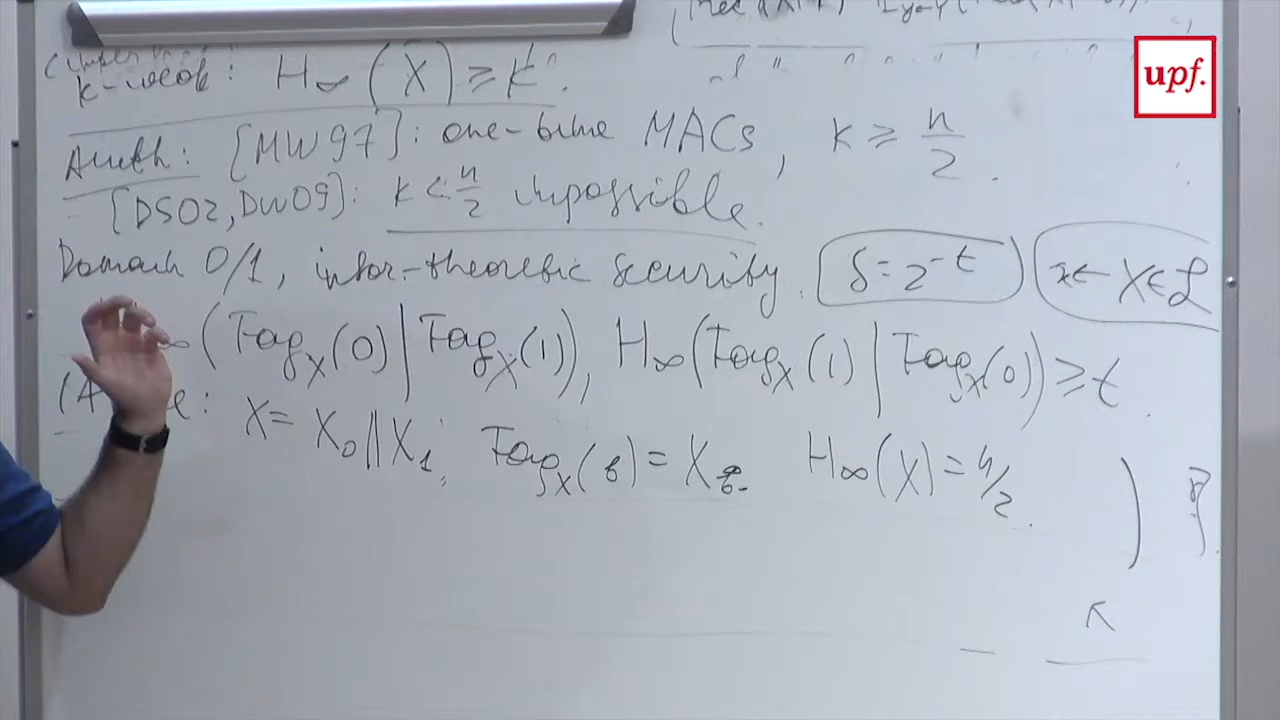 k-weak: H∞(X) ≥ k.
upf.
Auth: [MW97]: one-time MACs, k ≥ n/2.
[DS02, DW09]: k < n/2 impossible.
Domain 0/1, infor-theoretic security. δ = 2^-t x ← X ∈ ℒ
∞(Tag_X(0) | Tag_X(1)), H∞(Tag_X(1) | Tag_X(0)) ≥ t.
X = X_0 || X_1; Tag_X(b) = X_b. H∞(X) = n/2.